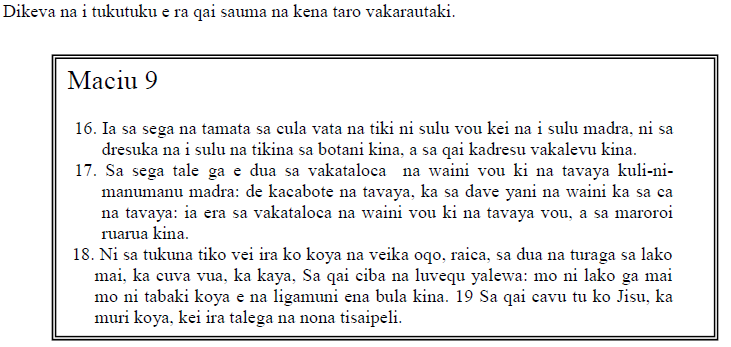 Dikeva na i tukutuku e ra qai sauma na kena taro vakarautaki.
Maciu 9
16. Ia sa sega na tamata sa cula vata na tiki ni sulu vou kei na i sulu madra, ni sa
dresuka na i sulu na tikina sa botani kina, a sa qai kadresu vakalevu kina.
17. Sa sega tale ga e dua sa vakataloca na waini vou ki na tavaya kuli-ni-
manumanu madra: de kacabote na tavaya, ka sa dave yani na waini ka sa ca
na tavaya: ia era sa vakataloca na waini vou ki na tavaya vou, a sa maroroi
ruarua kina.
18. Ni sa tukuna tiko vei ira ko koya na veika oqo, raica, sa dua na turaga sa lako
mai, ka cuva vua, ka kaya, Sa qai ciba na luvequ yalewa: mo ni lako ga mai
mo ni tabaki koya e na ligamuni ena bula kina. 19 Sa qai cavu tu ko Jisu, ka
muri koya, kei ira talega na nona tisaipeli.